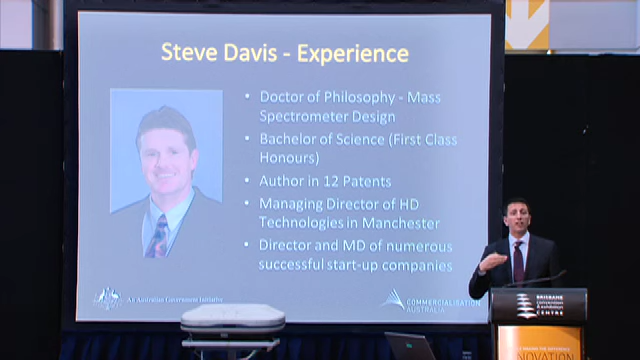 Steve Davis - Experience
• Doctor of Philosophy - Mass
Spectrometer Design
• Bachelor of Science (First Class
Honours)
• Author in 12 Patents
• Managing Director of HD
Technologies in Manchester
• Director and MD of numerous
successful start-up companies
An Australian Government Initiative
COMMERCIALISATION
AUSTRALIA
BRISBANE
convention
& exhibition
CENTRE